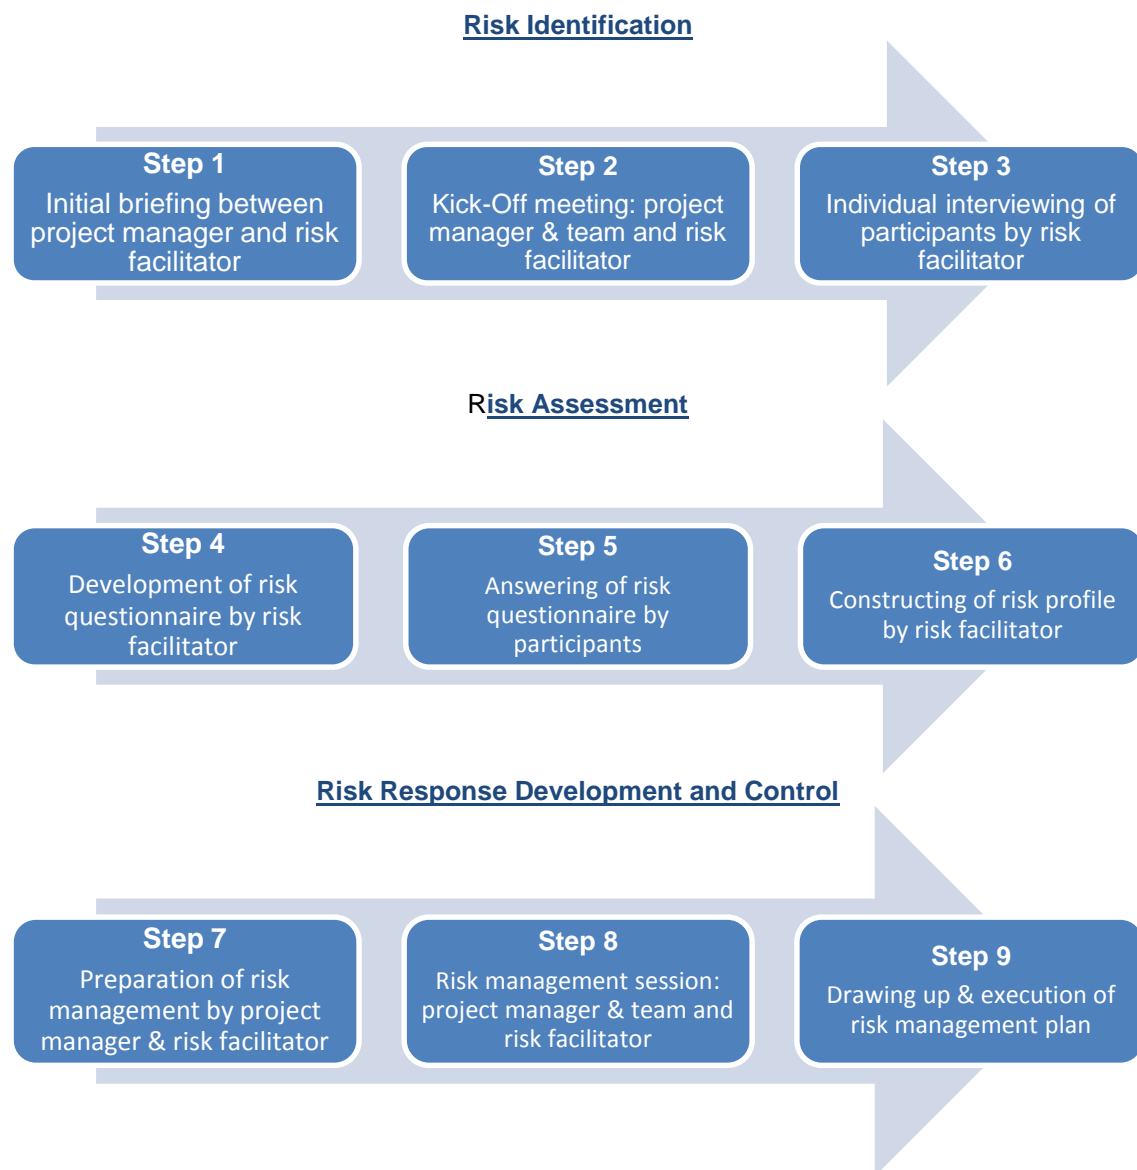 Risk Identification
Step 1
Initial briefing between
project manager and risk
facilitator
Step 2
Kick-Off meeting: project
manager & team and risk
facilitator
Step 3
Individual interviewing of
participants by risk
facilitator
Risk Assessment
Step 4
Development of risk
questionnaire by risk
facilitator
Step 5
Answering of risk
questionnaire by
participants
Step 6
Constructing of risk profile
by risk facilitator
Risk Response Development and Control
Step 7
Preparation of risk
management by project
manager & risk facilitator
Step 8
Risk management session:
project manager & team and
risk facilitator
Step 9
Drawing up & execution of
risk management plan